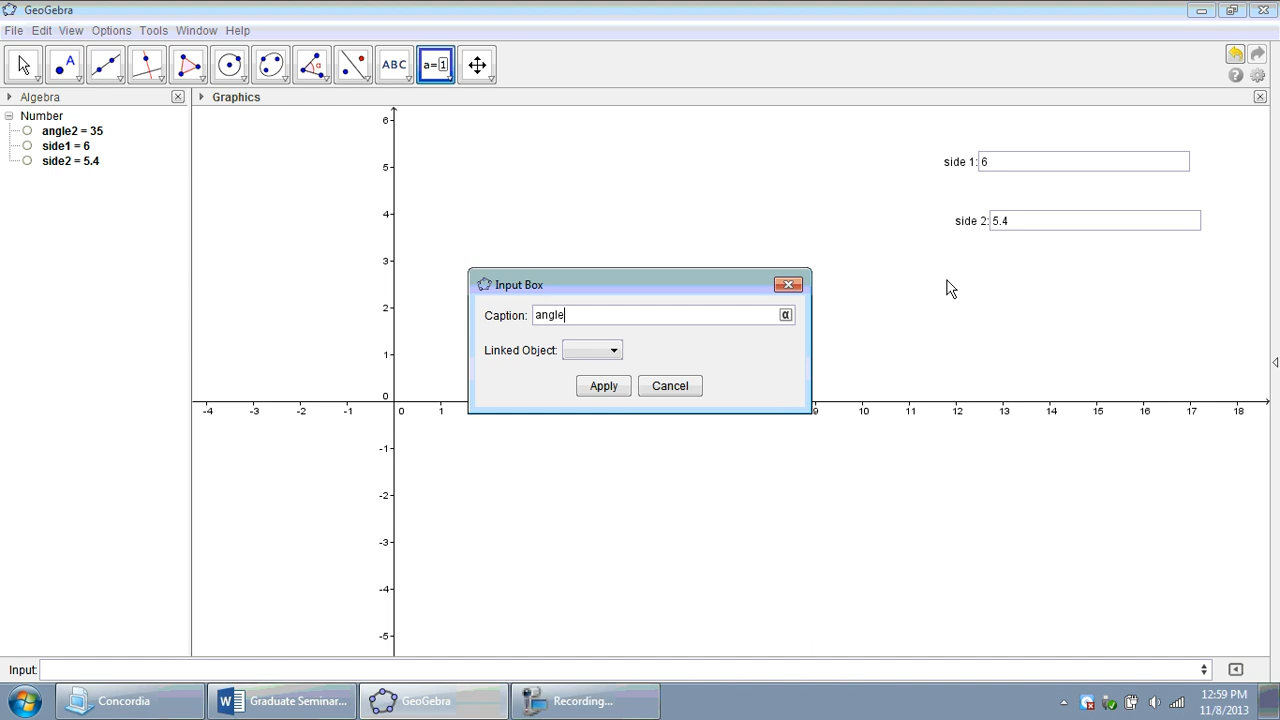 GeoGebra
File Edit View Options Tools Window Help
ABC
a=1
Algebra
Graphics
Number
angle2 = 35
side1 = 6
side2 = 5.4
6
5
4
3
2
1
0
-1
-2
-3
-4
-5
-4 -3 -2 -1 0 1 9 10 11 12 13 14 15 16 17 18
side 1: 6
side 2: 5.4
Input Box
Caption: angle
α
Linked Object:
Apply Cancel
Input:
Concordia
Graduate Seminar...
GeoGebra
Recording...
12:59 PM
11/8/2013